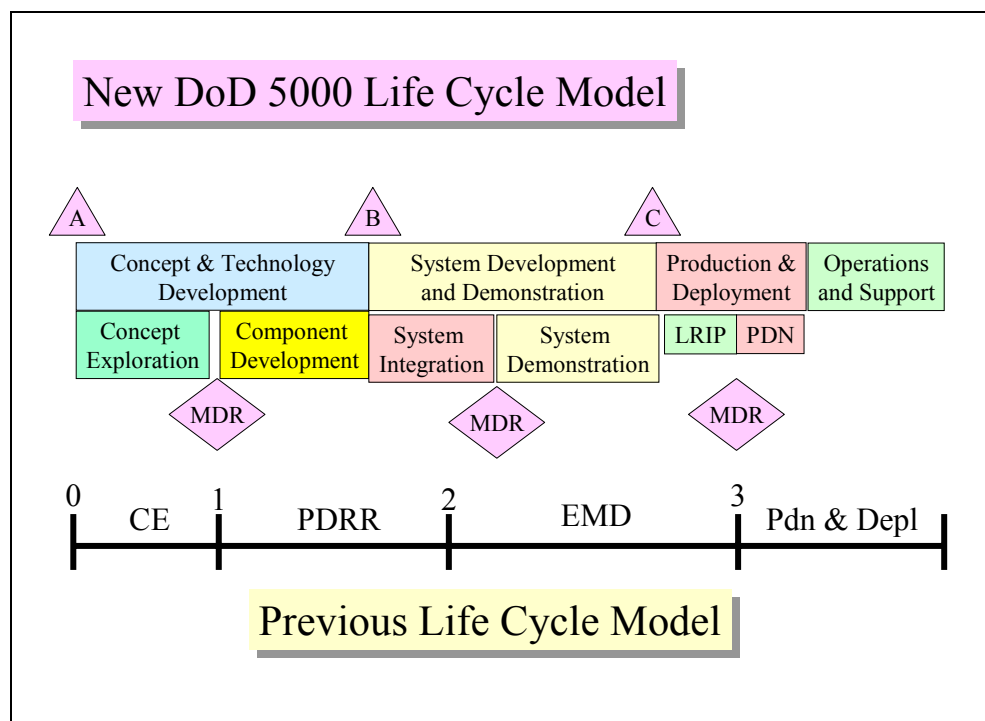 New DoD 5000 Life Cycle Model
A
B
C
Concept & Technology
Development
System Development
and Demonstration
Production &
Deployment
Operations
and Support
Concept
Exploration
Component
Development
System
Integration
System
Demonstration
LRIP
PDN
MDR
MDR
MDR
0
1
2
3
CE
PDRR
EMD
Pdn & Depl
Previous Life Cycle Model